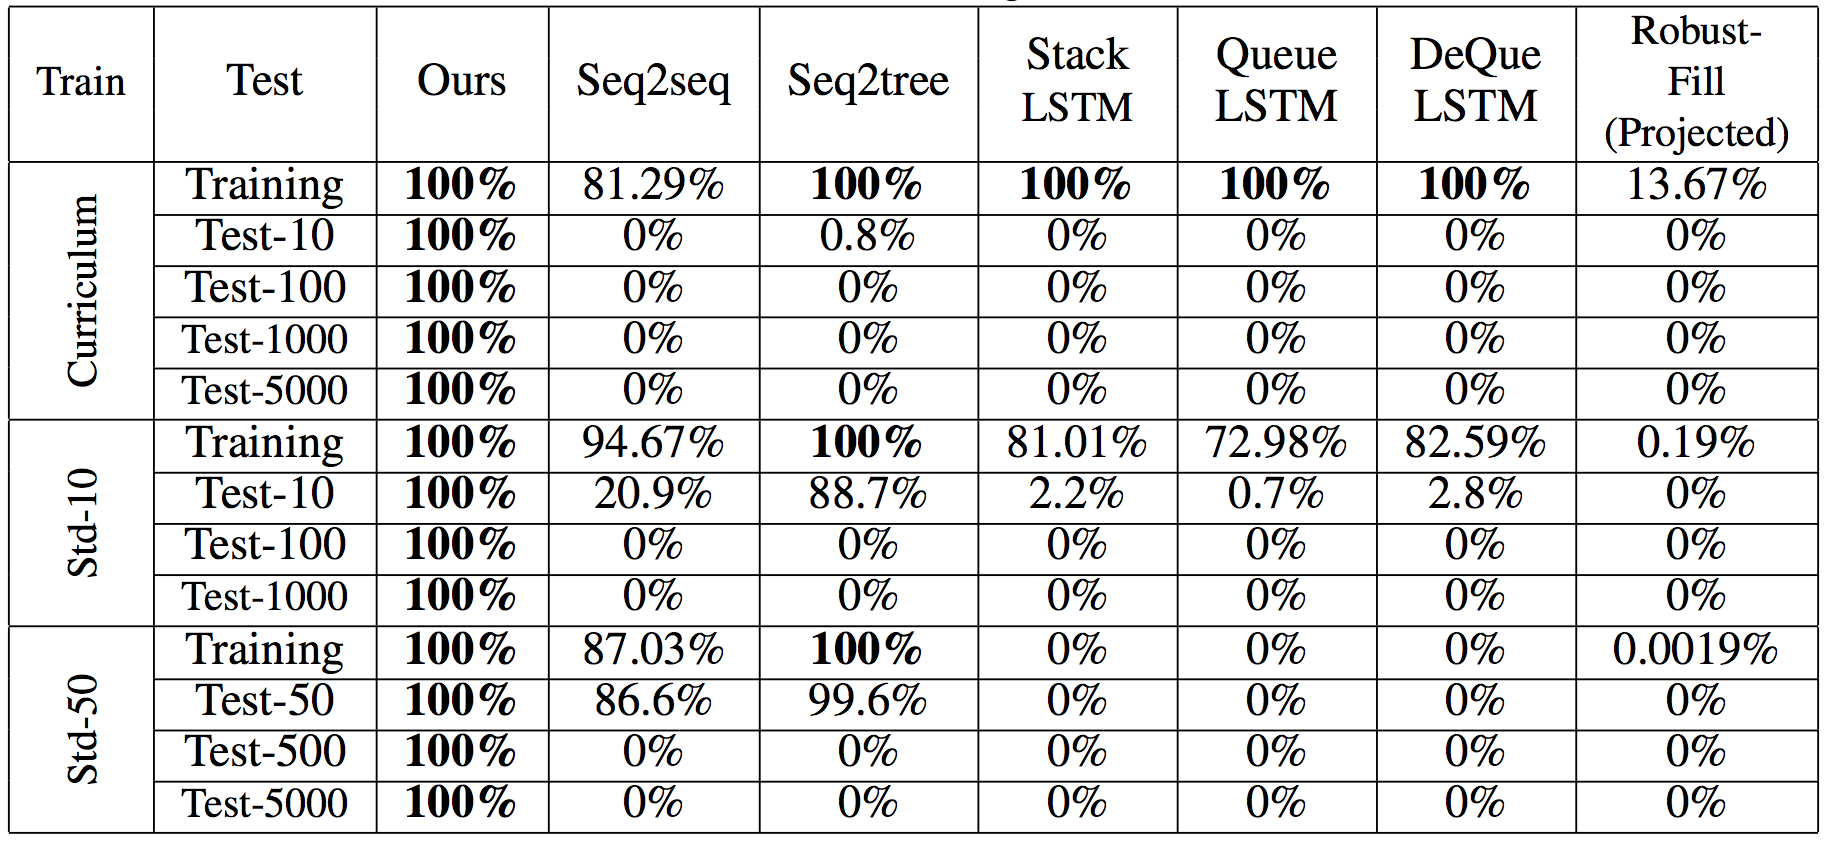 Train Test Ours Seq2seq Seq2tree Stack LSTM Queue LSTM DeQue LSTM Robust-Fill (Projected)
Curriculum
Training 100% 81.29% 100% 100% 100% 100% 13.67%
Test-10 100% 0% 0.8% 0% 0% 0% 0%
Test-100 100% 0% 0% 0% 0% 0% 0%
Test-1000 100% 0% 0% 0% 0% 0% 0%
Test-5000 100% 0% 0% 0% 0% 0% 0%
Std-10
Training 100% 94.67% 100% 81.01% 72.98% 82.59% 0.19%
Test-10 100% 20.9% 88.7% 2.2% 0.7% 2.8% 0%
Test-100 100% 0% 0% 0% 0% 0% 0%
Test-1000 100% 0% 0% 0% 0% 0% 0%
Std-50
Training 100% 87.03% 100% 0% 0% 0% 0.0019%
Test-50 100% 86.6% 99.6% 0% 0% 0% 0%
Test-500 100% 0% 0% 0% 0% 0% 0%
Test-5000 100% 0% 0% 0% 0% 0% 0%